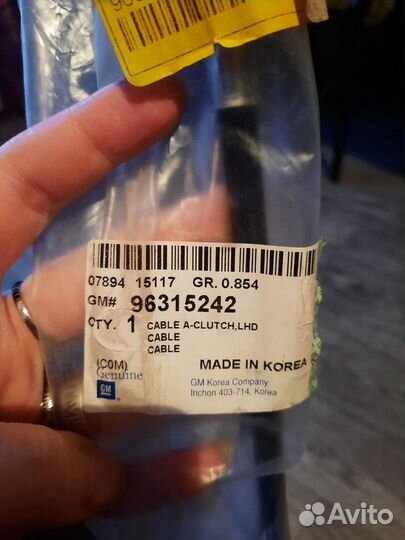 07894 15117 GR. 0.854
GM# 96315242
QTY. 1 CABLE A-CLUTCH,LHD
CABLE
CABLE
(COM) MADE IN KOREA
Genuine
GM
GM Korea Company
Inchon 403-714, Korea
Avito